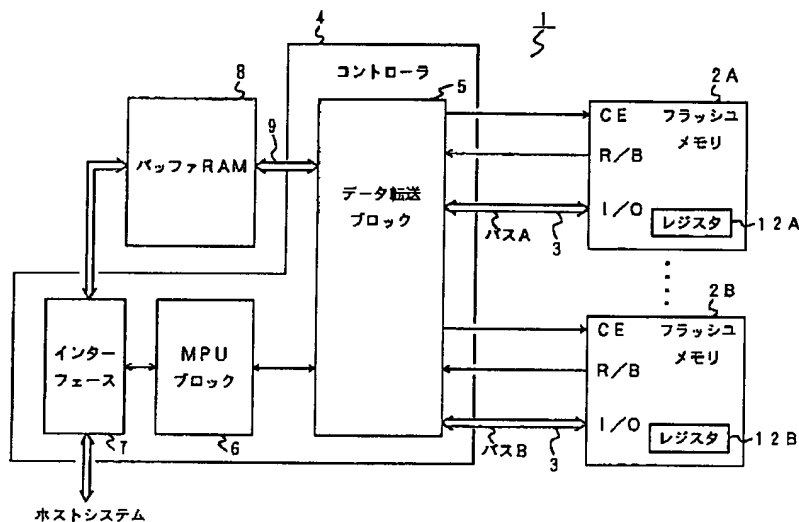 1
4
コントローラ
8
バッファRAM
9
5
データ転送
ブロック
2A
CE フラッシュ
メモリ
R/B
I/O
レジスタ
12A
バスA
3
2B
CE フラッシュ
メモリ
R/B
I/O
レジスタ
12B
バスB
3
インター
フェース
7
MPU
ブロック
6
ホストシステム